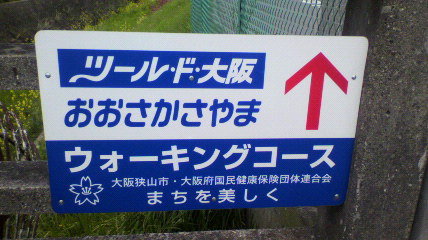 ツール・ド・大阪
おおさかさやま
ウォーキングコース
大阪狭山市・大阪府国民健康保険団体連合会
まちを美しく